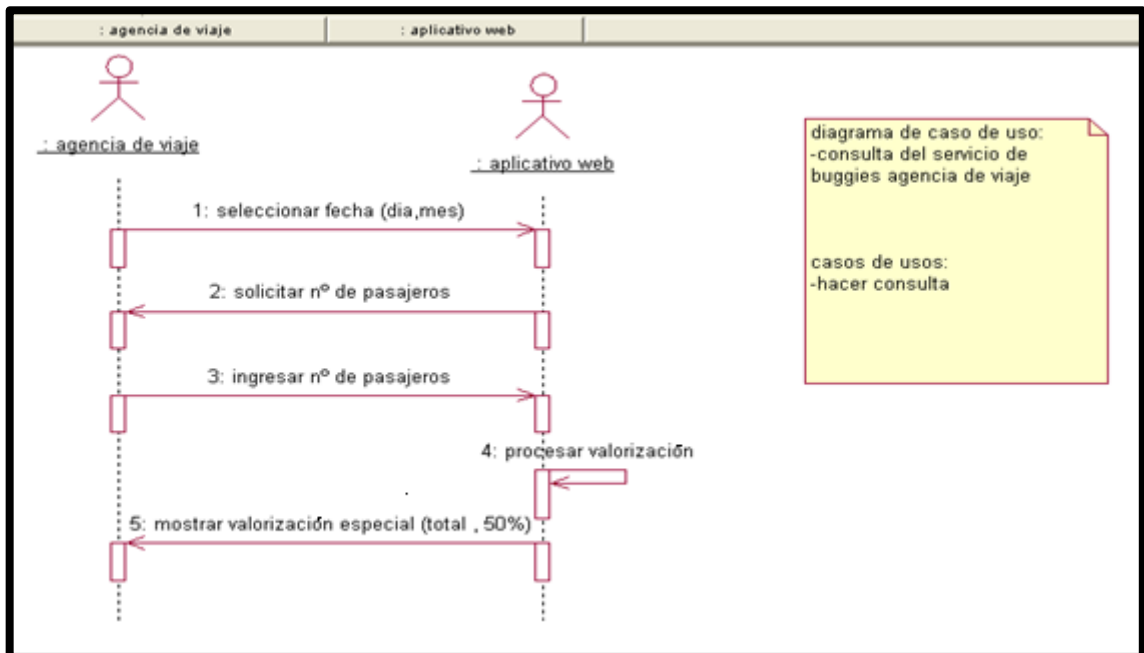 : agencia de viaje
: aplicativo web
: agencia de viaje
: aplicativo web
diagrama de caso de uso:
-consulta del servicio de
buggies agencia de viaje
casos de usos:
-hacer consulta
1: seleccionar fecha (dia,mes)
2: solicitar nº de pasajeros
3: ingresar nº de pasajeros
4: procesar valorización
5: mostrar valorización especial (total , 50%)